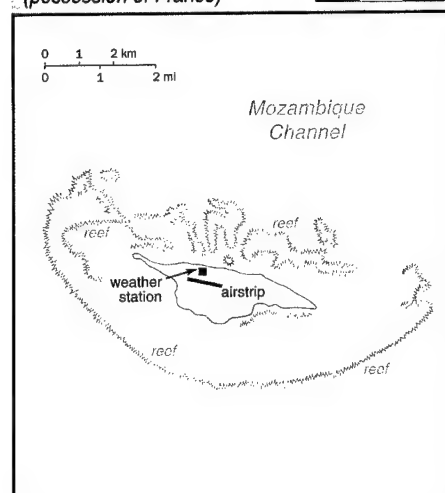 (possession of France)
0 1 2 km
0 1 2 mi
Mozambique
Channel
reef
reef
weather
station
airstrip
reef
reef